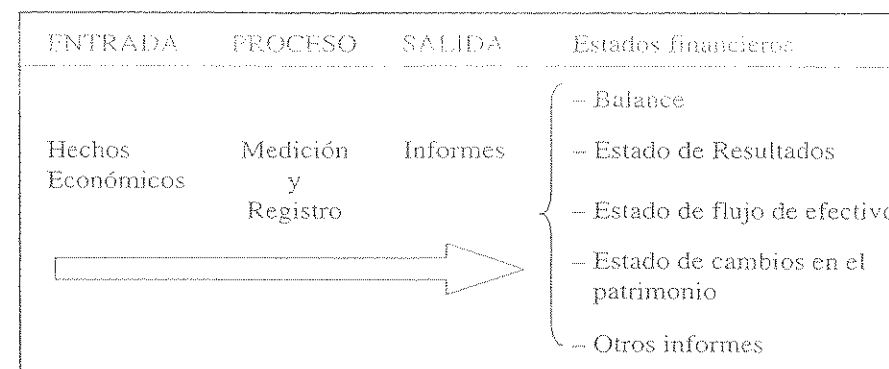 ENTRADA PROCESO SALIDA Estados financieros
– Balance
Hechos Medición Informes – Estado de Resultados
Económicos y
Registro – Estado de flujo de efectivo
– Estado de cambios en el
patrimonio
– Otros informes